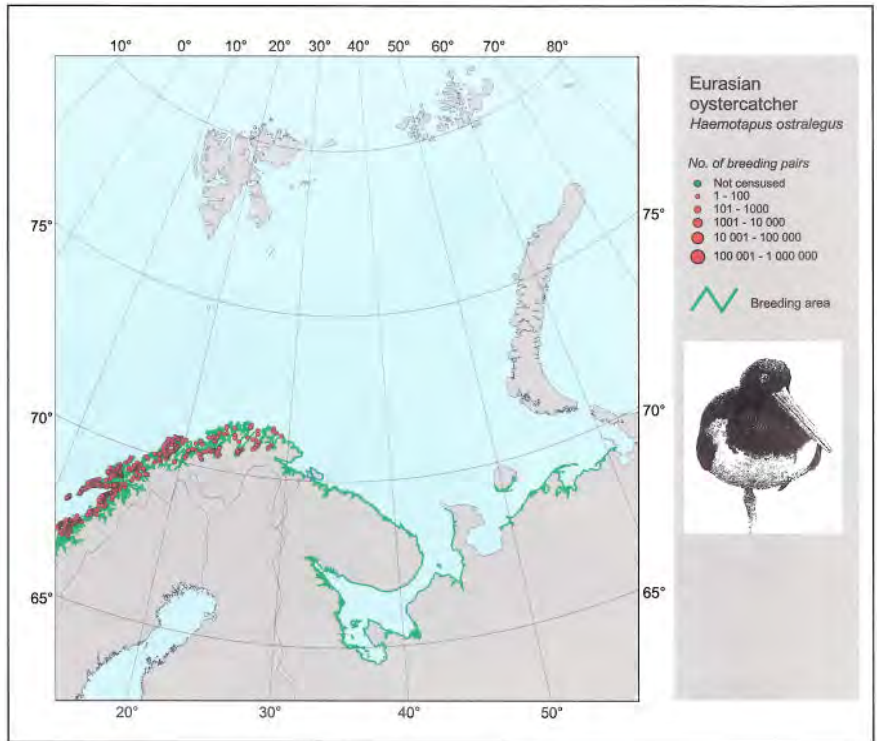 10° 0° 10° 20° 30° 40° 50° 60° 70° 80°
75°
75°
70°
70°
65°
65°
20° 30° 40° 50°
Eurasian
oystercatcher
Haemotapus ostralegus
No. of breeding pairs
Not censused
1 - 100
101 - 1000
1001 - 10 000
10 001 - 100 000
100 001 - 1 000 000
Breeding area